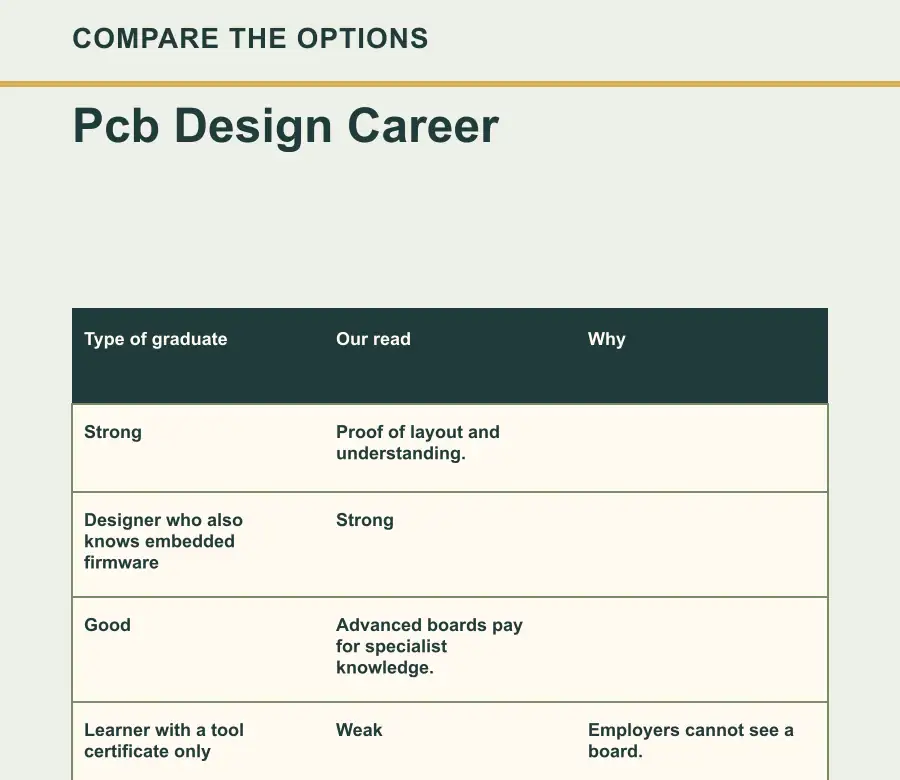 COMPARE THE OPTIONS
Pcb Design Career
Type of graduate
Our read
Why
Strong
Proof of layout and
understanding.
Designer who also
knows embedded
firmware
Strong
Good
Advanced boards pay
for specialist
knowledge.
Learner with a tool
certificate only
Weak
Employers cannot see a
board.